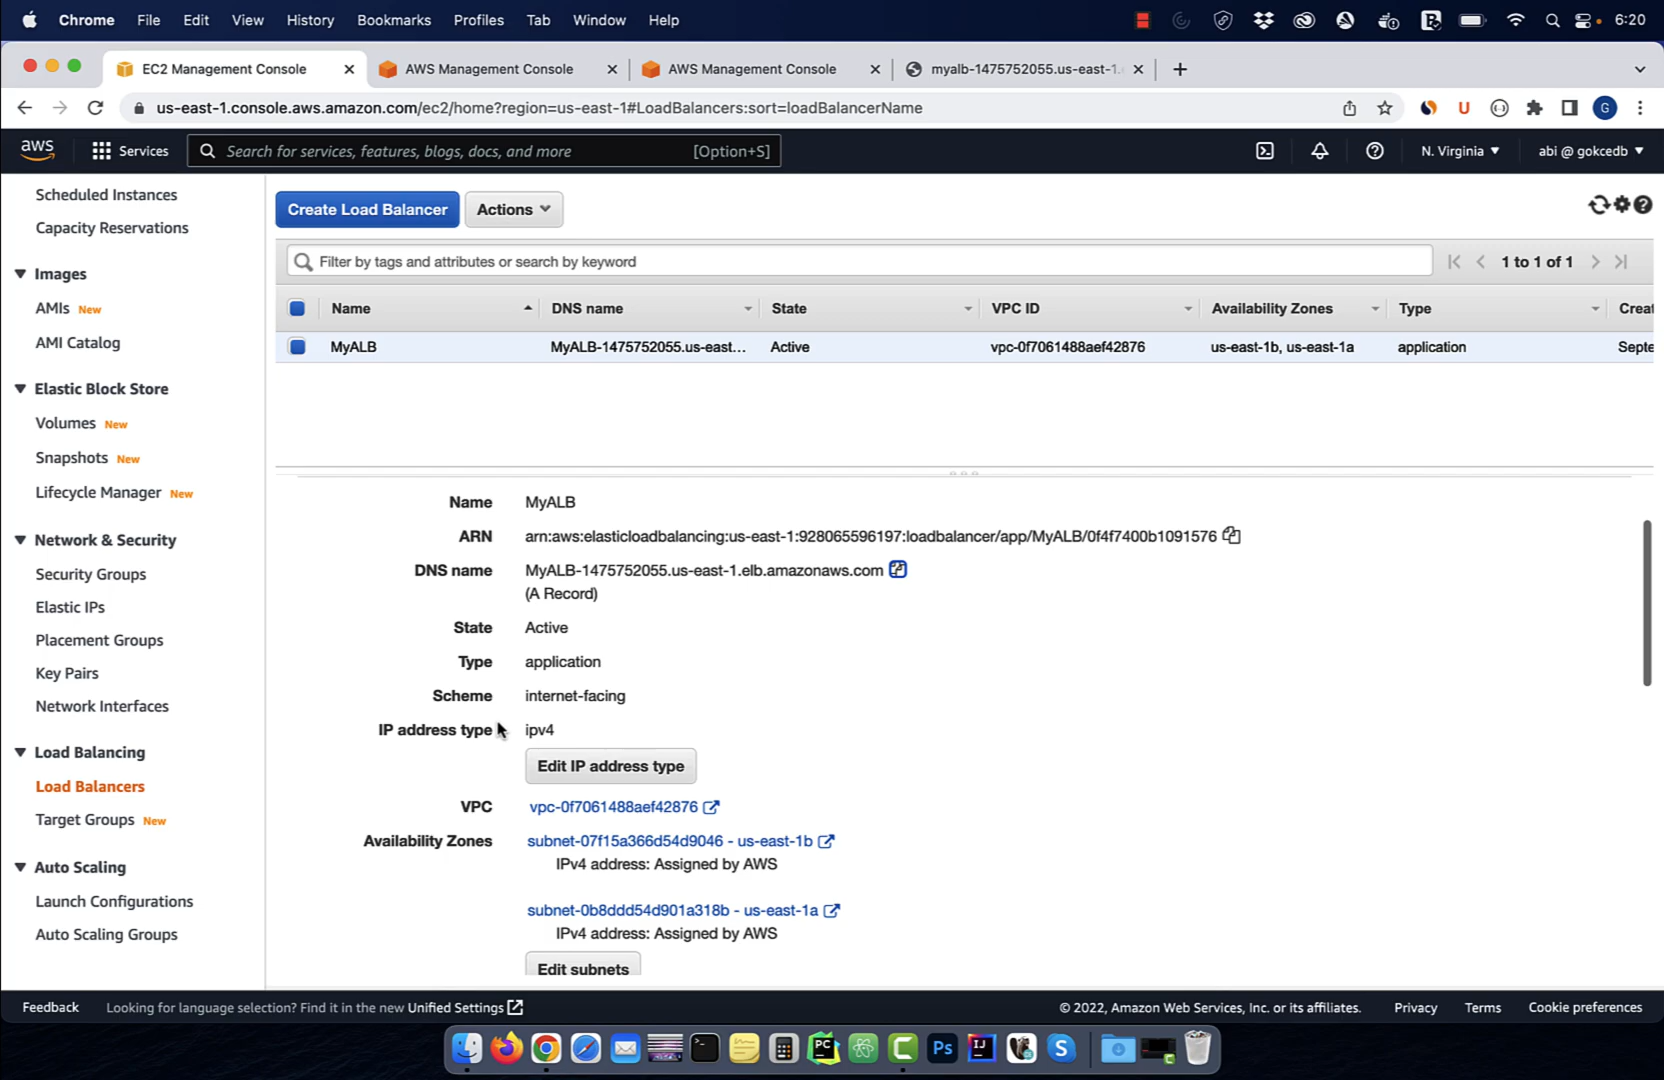 Chrome File Edit View History Bookmarks Profiles Tab Window Help 6:20
EC2 Management Console AWS Management Console AWS Management Console myalb-1475752055.us-east-1.
us-east-1.console.aws.amazon.com/ec2/home?region=us-east-1#LoadBalancers:sort=loadBalancerName U G
aws Services Search for services, features, blogs, docs, and more [Option+S] N. Virginia abi @ gokcedb
Scheduled Instances
Capacity Reservations
Images
AMIs New
AMI Catalog
Elastic Block Store
Volumes New
Snapshots New
Lifecycle Manager New
Network & Security
Security Groups
Elastic IPs
Placement Groups
Key Pairs
Network Interfaces
Load Balancing
Load Balancers
Target Groups New
Auto Scaling
Launch Configurations
Auto Scaling Groups
Create Load Balancer Actions
Filter by tags and attributes or search by keyword 1 to 1 of 1
Name DNS name State VPC ID Availability Zones Type Creat
MyALB MyALB-1475752055.us-east... Active vpc-0f7061488aef42876 us-east-1b, us-east-1a application Septe
Name MyALB
ARN arn:aws:elasticloadbalancing:us-east-1:928065596197:loadbalancer/app/MyALB/0f4f7400b1091576
DNS name MyALB-1475752055.us-east-1.elb.amazonaws.com
(A Record)
State Active
Type application
Scheme internet-facing
IP address type ipv4
Edit IP address type
VPC vpc-0f7061488aef42876
Availability Zones subnet-07f15a366d54d9046 - us-east-1b
IPv4 address: Assigned by AWS
subnet-0b8ddd54d901a318b - us-east-1a
IPv4 address: Assigned by AWS
Edit subnets
Feedback Looking for language selection? Find it in the new Unified Settings © 2022, Amazon Web Services, Inc. or its affiliates. Privacy Terms Cookie preferences
PC Ps IJ S